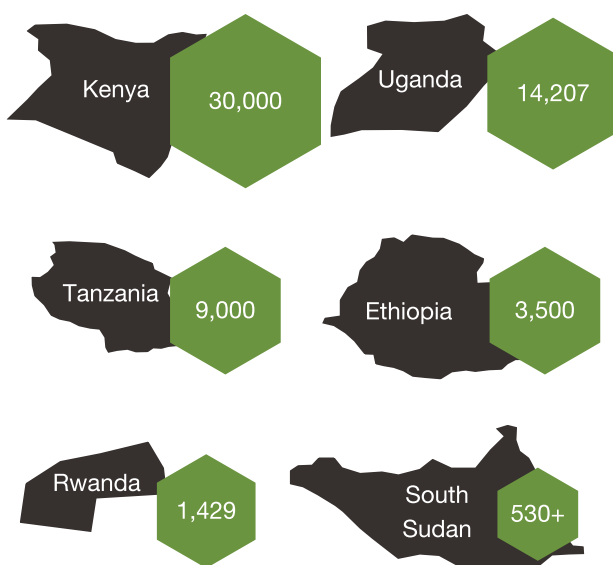 Kenya
30,000
Uganda
14,207
Tanzania
9,000
Ethiopia
3,500
Rwanda
1,429
South
Sudan
530+